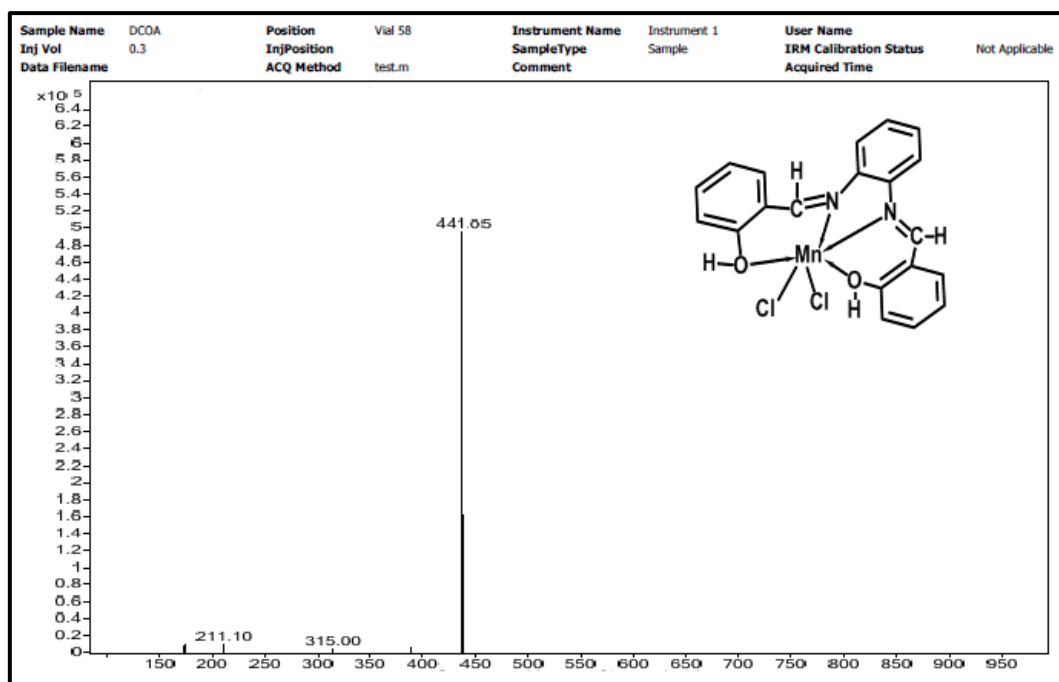 Sample Name DCOA Position Vial 58 Instrument Name Instrument 1 User Name
Inj Vol 0.3 InjPosition SampleType Sample IRM Calibration Status Not Applicable
Data Filename ACQ Method test.m Comment Acquired Time
x10 5
6.4
6.2
6
5.8
5.6
5.4
5.2
5
4.8
4.6
4.4
4.2
4
3.8
3.6
3.4
3.2
3
2.8
2.6
2.4
2.2
2
1.8
1.6
1.4
1.2
1
0.8
0.6
0.4
0.2
0
H
C
N
N
C-H
Mn
H-O
O
H
Cl
Cl
441.65
211.10
315.00
150 200 250 300 350 400 450 500 550 600 650 700 750 800 850 900 950